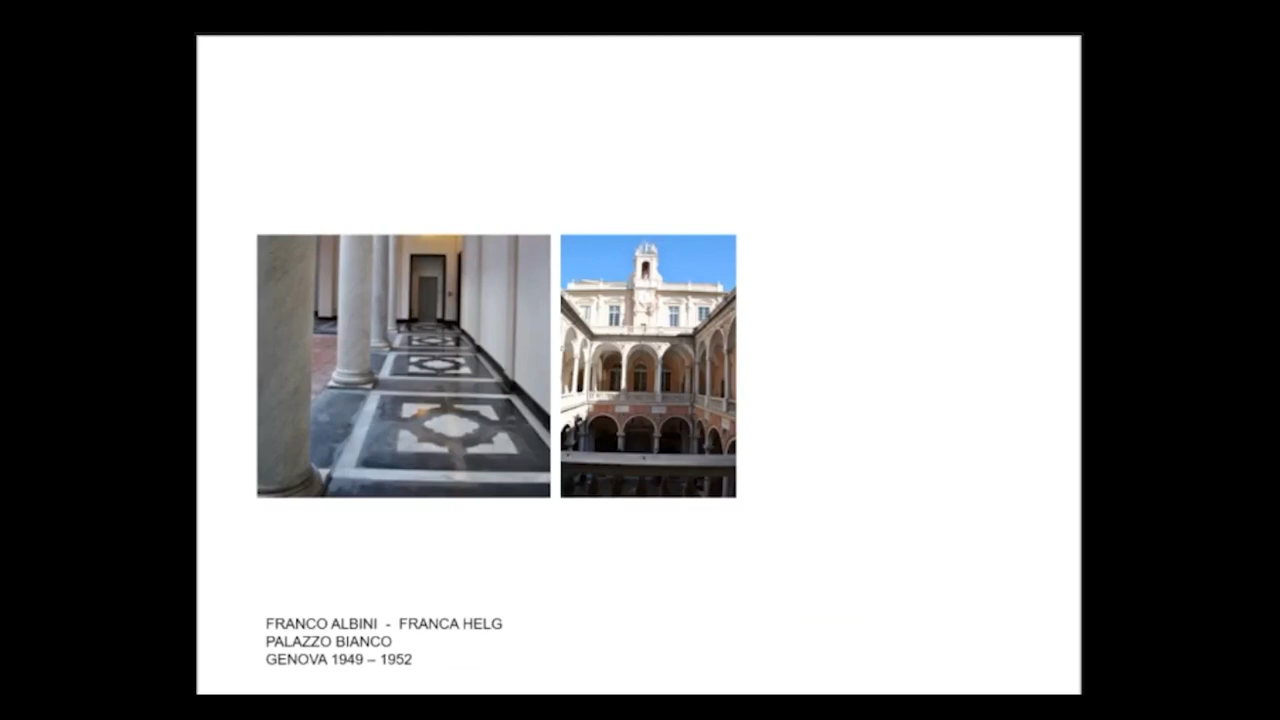 FRANCO ALBINI - FRANCA HELG
PALAZZO BIANCO
GENOVA 1949 – 1952